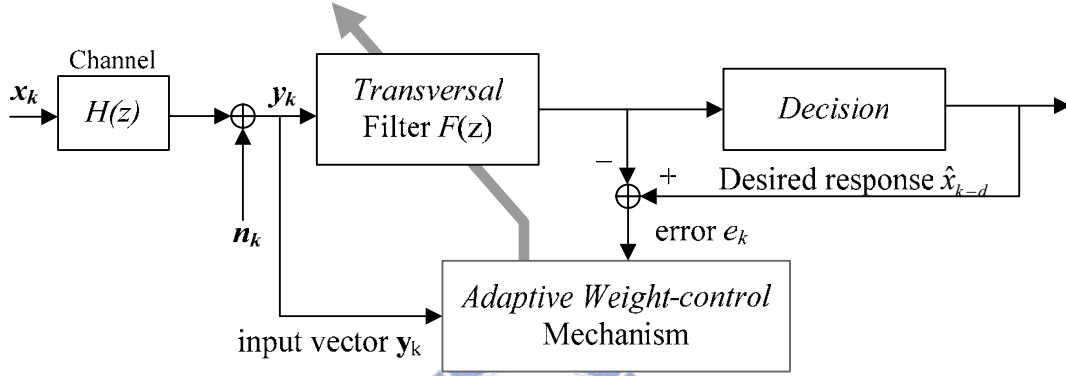 Channel
x_k
H(z)
y_k
n_k
Transversal
Filter F(z)
Decision
−
+
Desired response x̂_{k−d}
error e_k
Adaptive Weight-control
Mechanism
input vector y_k